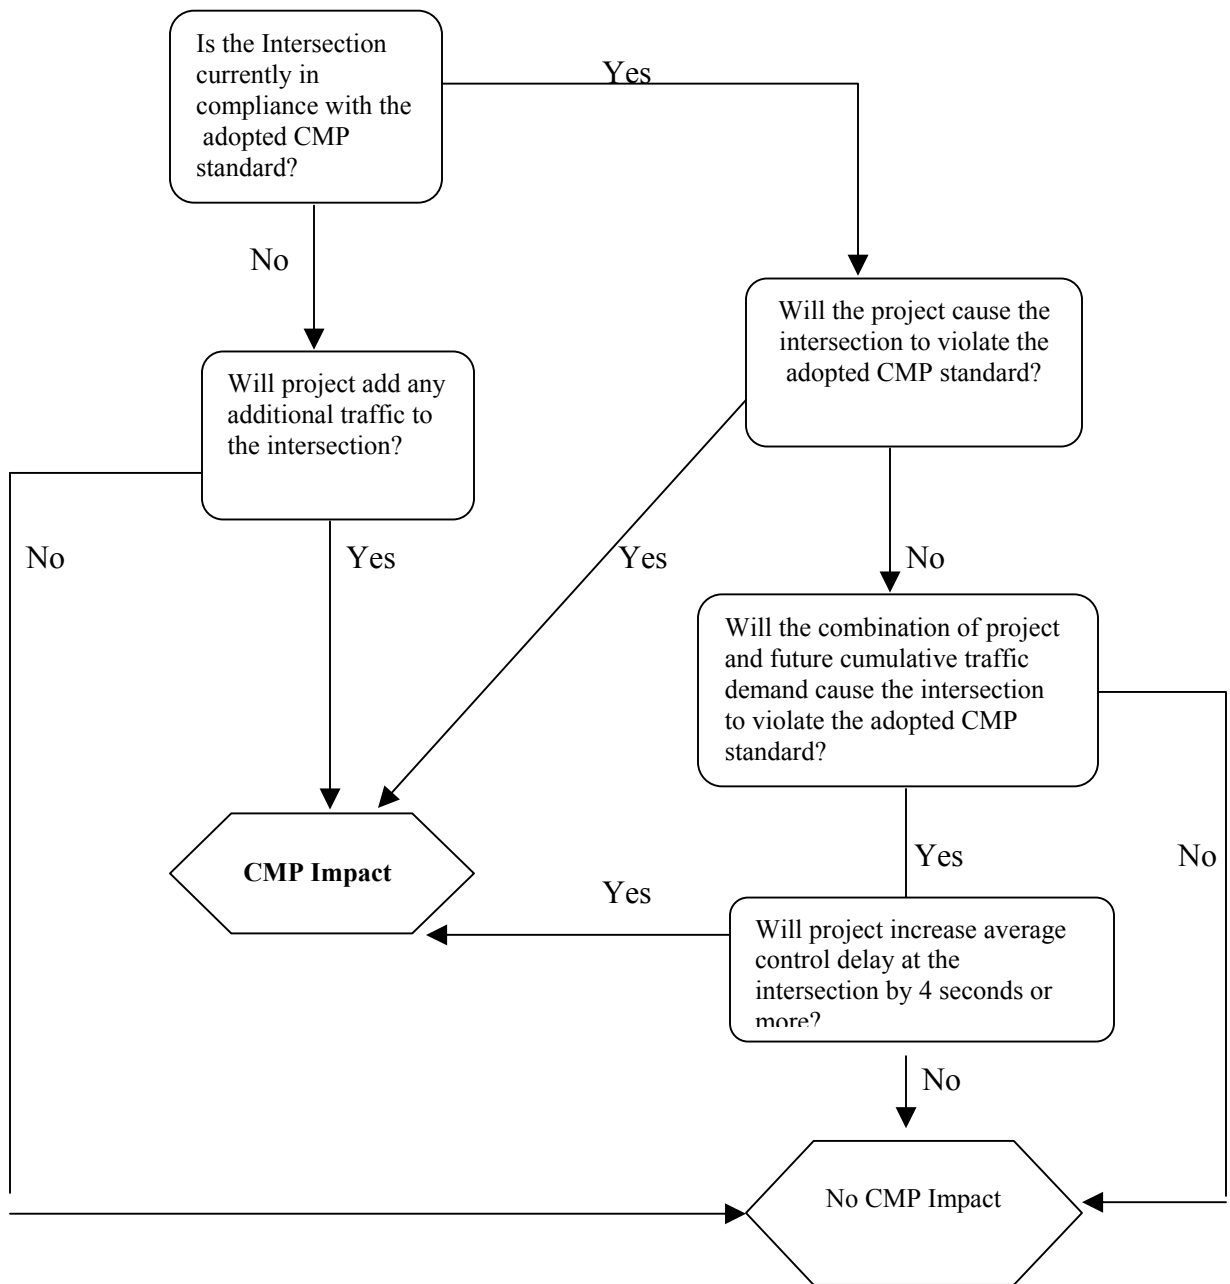 Is the Intersection
currently in
compliance with the
adopted CMP
standard?
Yes
No
Will the project cause the
intersection to violate the
adopted CMP standard?
Will project add any
additional traffic to
the intersection?
No
Yes
Yes
No
Will the combination of project
and future cumulative traffic
demand cause the intersection
to violate the adopted CMP
standard?
CMP Impact
Yes
No
Yes
Will project increase average
control delay at the
intersection by 4 seconds or
more?
No
No CMP Impact